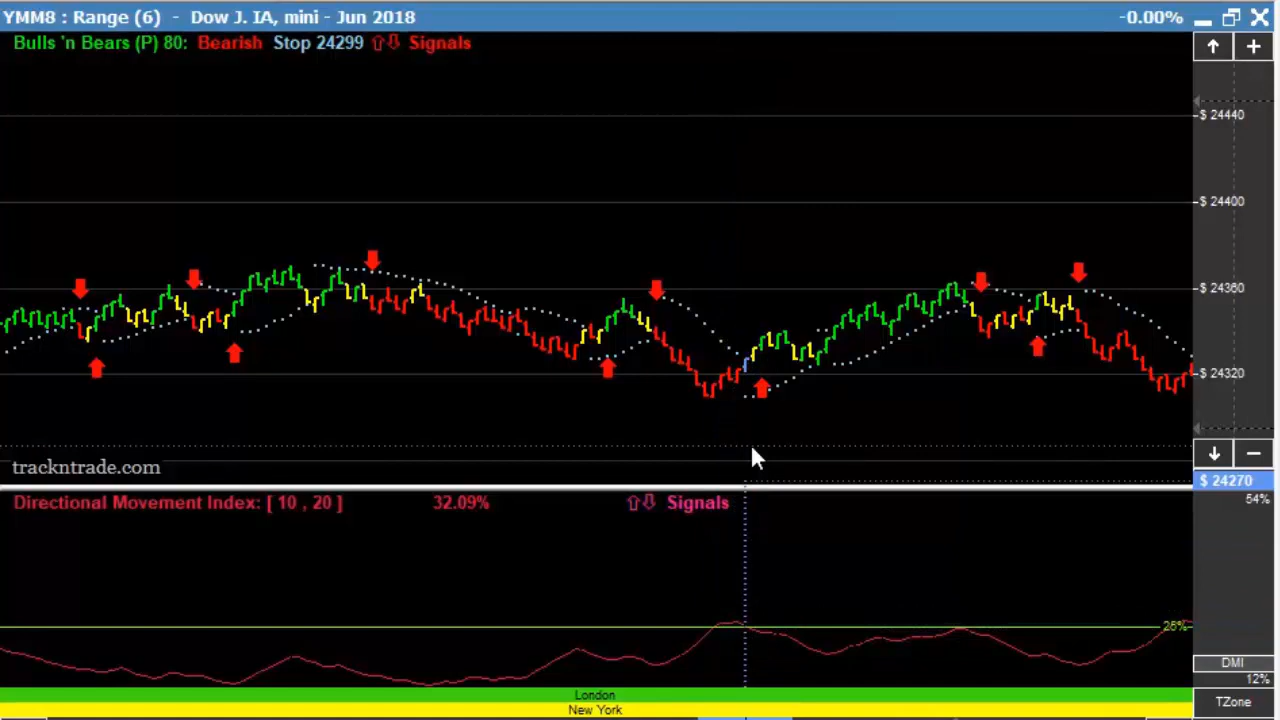 YMM8 : Range (6) - Dow J. IA, mini - Jun 2018
-0.00%
Bulls 'n Bears (P) 80: Bearish Stop 24299 ⇧⇩ Signals
$ 24440
$ 24400
$ 24360
$ 24320
trackntrade.com
$ 24270
Directional Movement Index: [ 10 , 20 ] 32.09% ⇧⇩ Signals
54%
26%
DMI
12%
London
New York
TZone